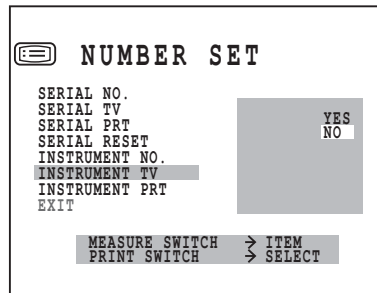 NUMBER SET
SERIAL NO.
SERIAL TV
SERIAL PRT
SERIAL RESET
INSTRUMENT NO.
INSTRUMENT TV
INSTRUMENT PRT
EXIT
YES
NO
MEASURE SWITCH → ITEM
PRINT SWITCH → SELECT